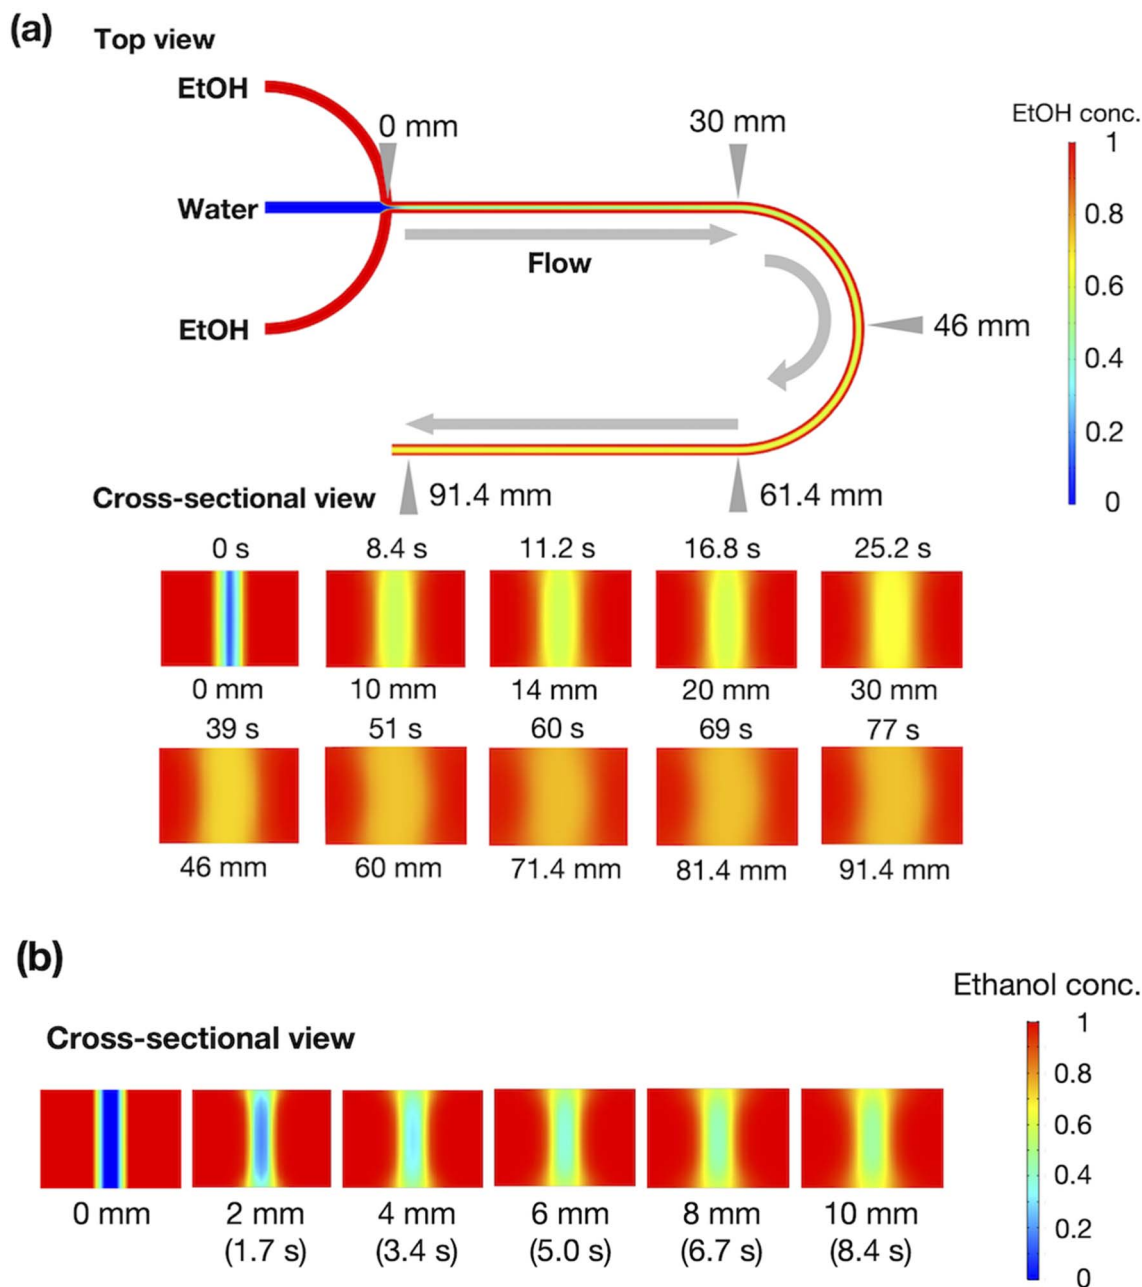 (a)
Top view
EtOH
0 mm
30 mm
EtOH conc.
1
0.8
0.6
0.4
0.2
0
Water
Flow
EtOH
46 mm
91.4 mm
61.4 mm
Cross-sectional view
0 s 8.4 s 11.2 s 16.8 s 25.2 s
0 mm 10 mm 14 mm 20 mm 30 mm
39 s 51 s 60 s 69 s 77 s
46 mm 60 mm 71.4 mm 81.4 mm 91.4 mm
(b)
Ethanol conc.
1
0.8
0.6
0.4
0.2
0
Cross-sectional view
0 mm 2 mm 4 mm 6 mm 8 mm 10 mm
(1.7 s) (3.4 s) (5.0 s) (6.7 s) (8.4 s)